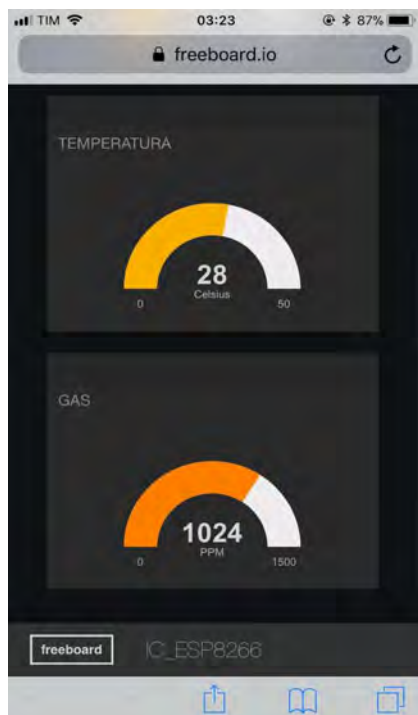 TIM 03:23 87%
freeboard.io
TEMPERATURA
28
Celsius
0 50
GAS
1024
PPM
0 1500
freeboard IC_ESP8266